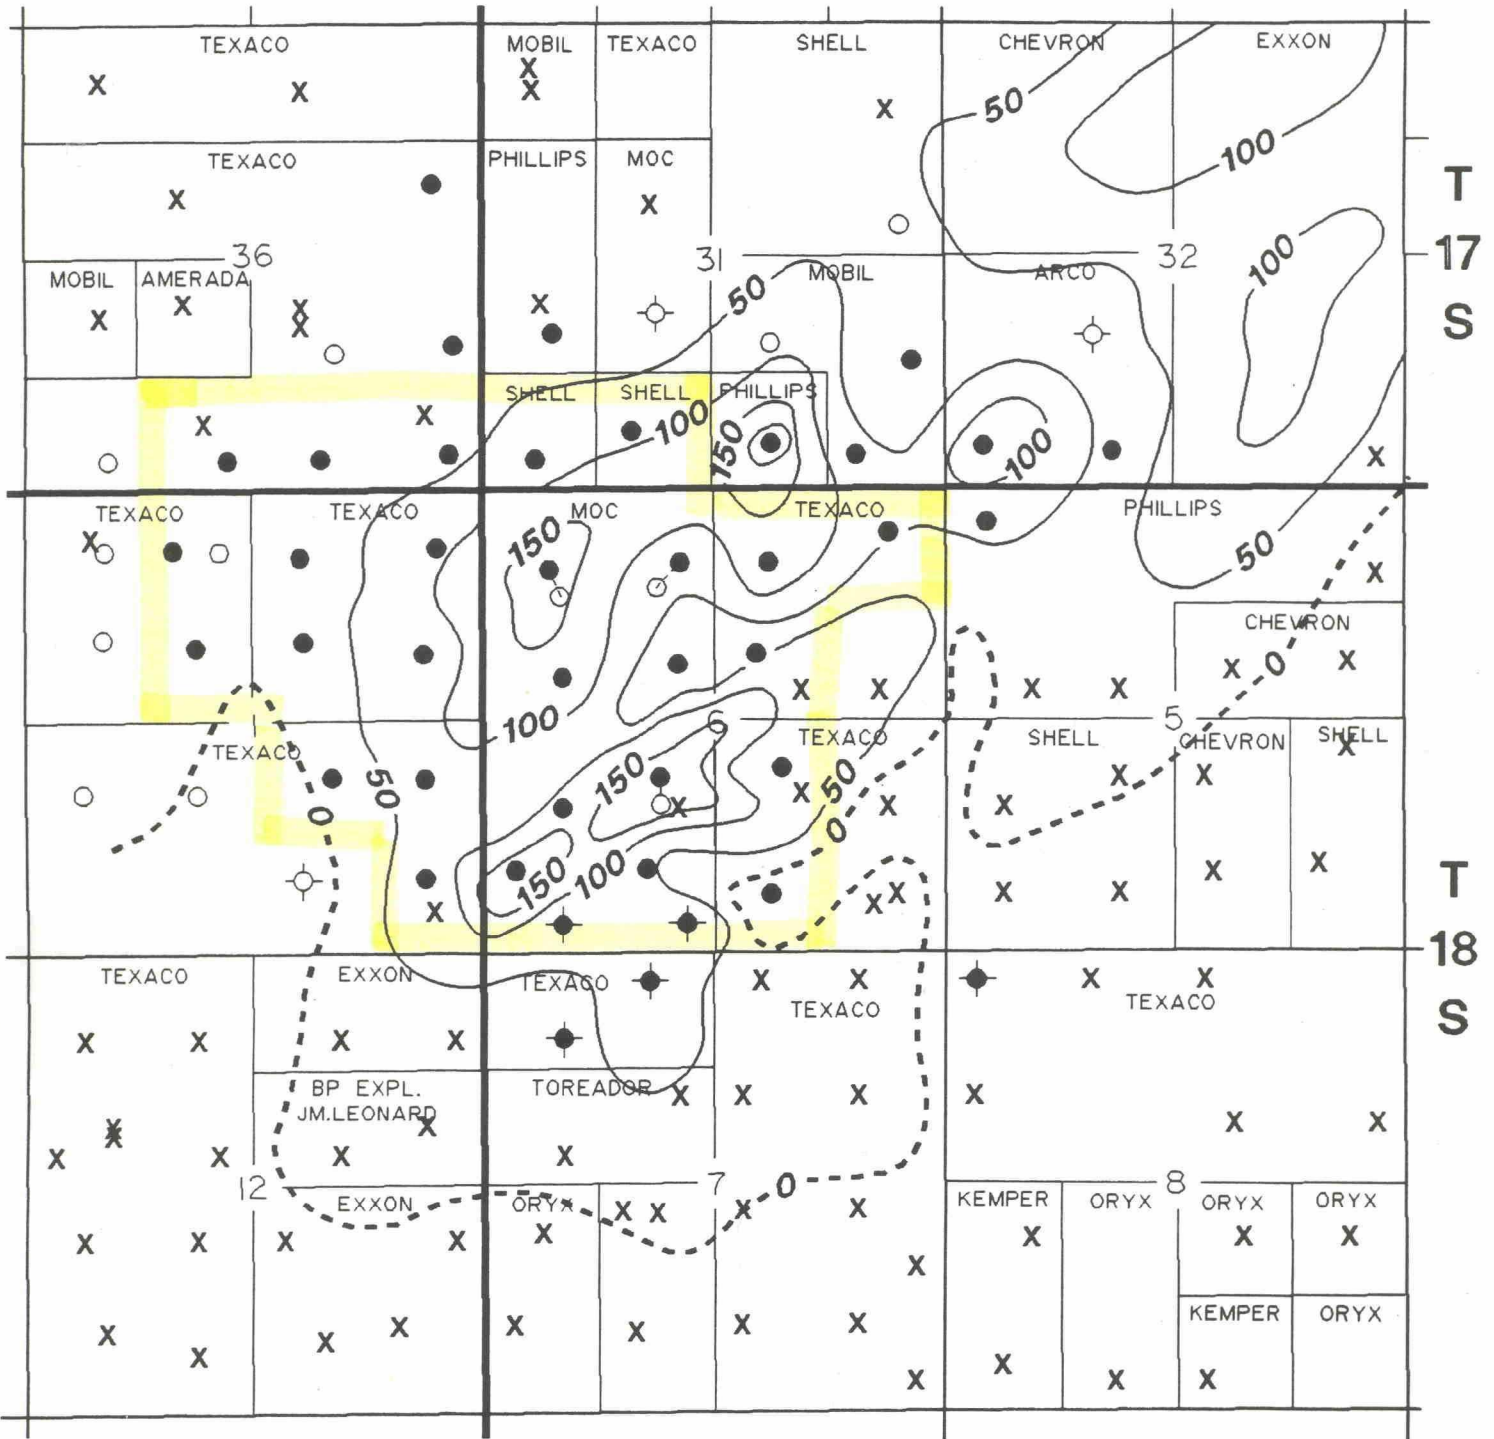 TEXACO
MOBIL
TEXACO
SHELL
CHEVRON
EXXON
X
X
X
X
X
50
100
TEXACO
PHILLIPS
MOC
T
17
S
X
X
36
31
32
MOBIL
AMERADA
50
MOBIL
ARCO
100
X
X
X
X
X
SHELL
SHELL
PHILLIPS
X
X
100
150
100
X
TEXACO
TEXACO
MOC
TEXACO
PHILLIPS
X
150
50
X
CHEVRON
X
X
0
X
X
X
X
100
6
5
TEXACO
TEXACO
SHELL
CHEVRON
SHELL
X
50
150
50
X
X
X
X
X
X
X
0
0
T
18
S
150
100
X
X
X
X
X
X
X
TEXACO
EXXON
TEXACO
TEXACO
TEXACO
X
X
X
X
X
X
X
X
BP EXPL.
JM.LEONARD
TOREADOR
X
X
X
X
X
X
X
X
X
X
X
X
X
X
12
7
0
8
EXXON
ORYX
KEMPER
ORYX
ORYX
ORYX
X
X
X
X
X
X
X
X
X
X
X
X
X
X
KEMPER
ORYX
X
X
X
X
X
X
X
X
X
X
X
X